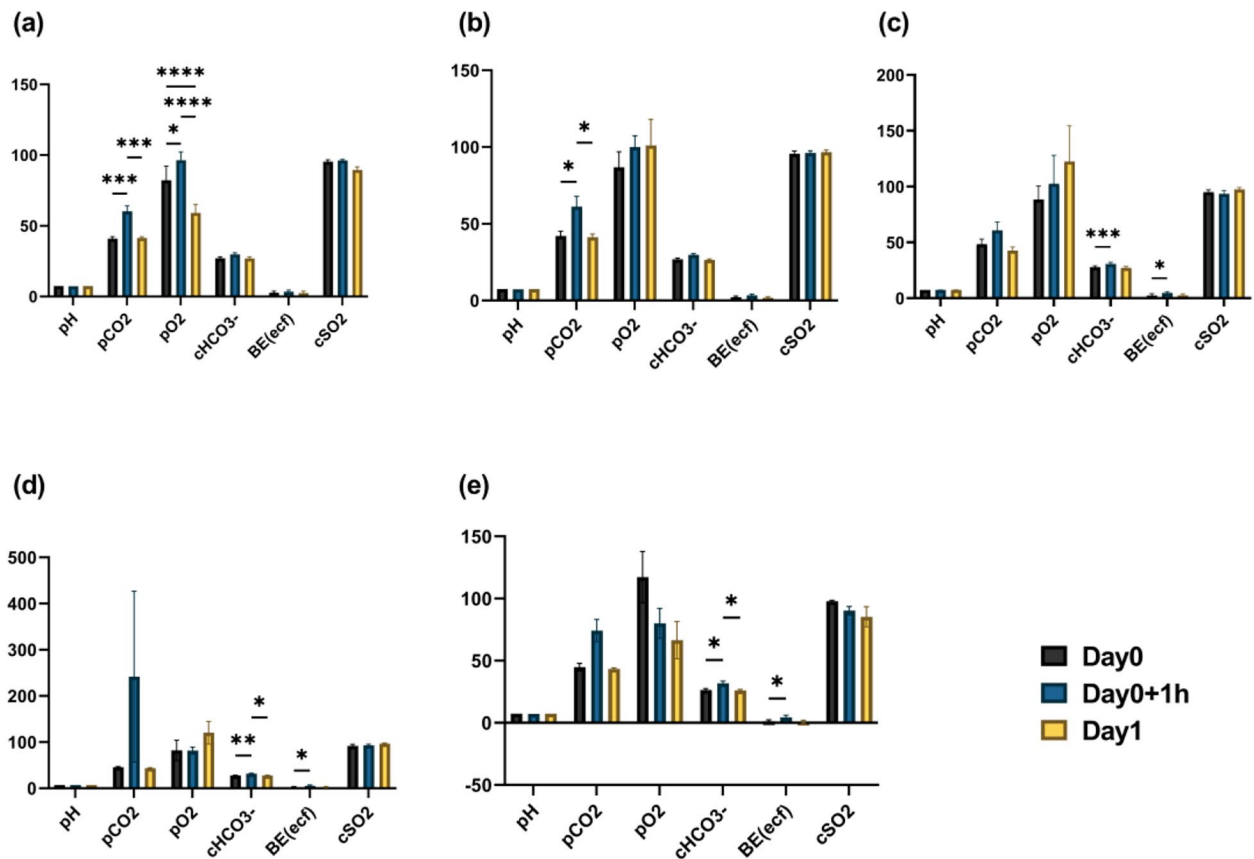 (a)
150
100
50
0
***
***
****
****
*
pH
pCO2
pO2
cHCO3-
BE(ecf)
cSO2
(b)
150
100
50
0
*
*
pH
pCO2
pO2
cHCO3-
BE(ecf)
cSO2
(c)
200
150
100
50
0
***
*
pH
pCO2
pO2
cHCO3-
BE(ecf)
cSO2
(d)
500
400
300
200
100
0
**
*
*
pH
pCO2
pO2
cHCO3-
BE(ecf)
cSO2
(e)
150
100
50
0
-50
*
*
*
pH
pCO2
pO2
cHCO3-
BE(ecf)
cSO2
Day0
Day0+1h
Day1